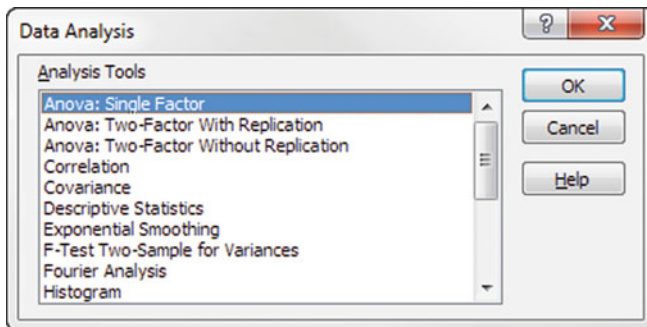 Data Analysis
?
X
Analysis Tools
Anova: Single Factor
Anova: Two-Factor With Replication
Anova: Two-Factor Without Replication
Correlation
Covariance
Descriptive Statistics
Exponential Smoothing
F-Test Two-Sample for Variances
Fourier Analysis
Histogram
OK
Cancel
Help